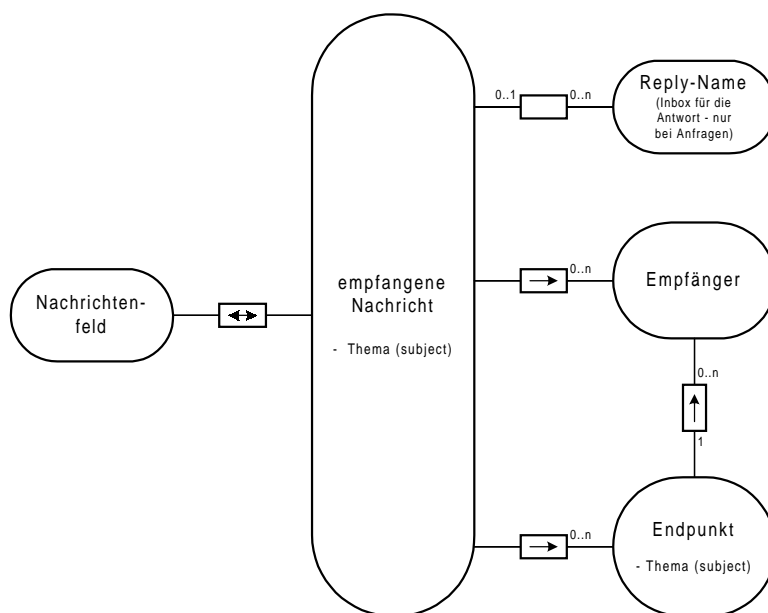 Reply-Name
(Inbox für die
Antwort - nur
bei Anfragen)
0..1
0..n
Nachrichten-
feld
empfangene
Nachricht
- Thema (subject)
0..n
Empfänger
0..n
1
0..n
Endpunkt
- Thema (subject)